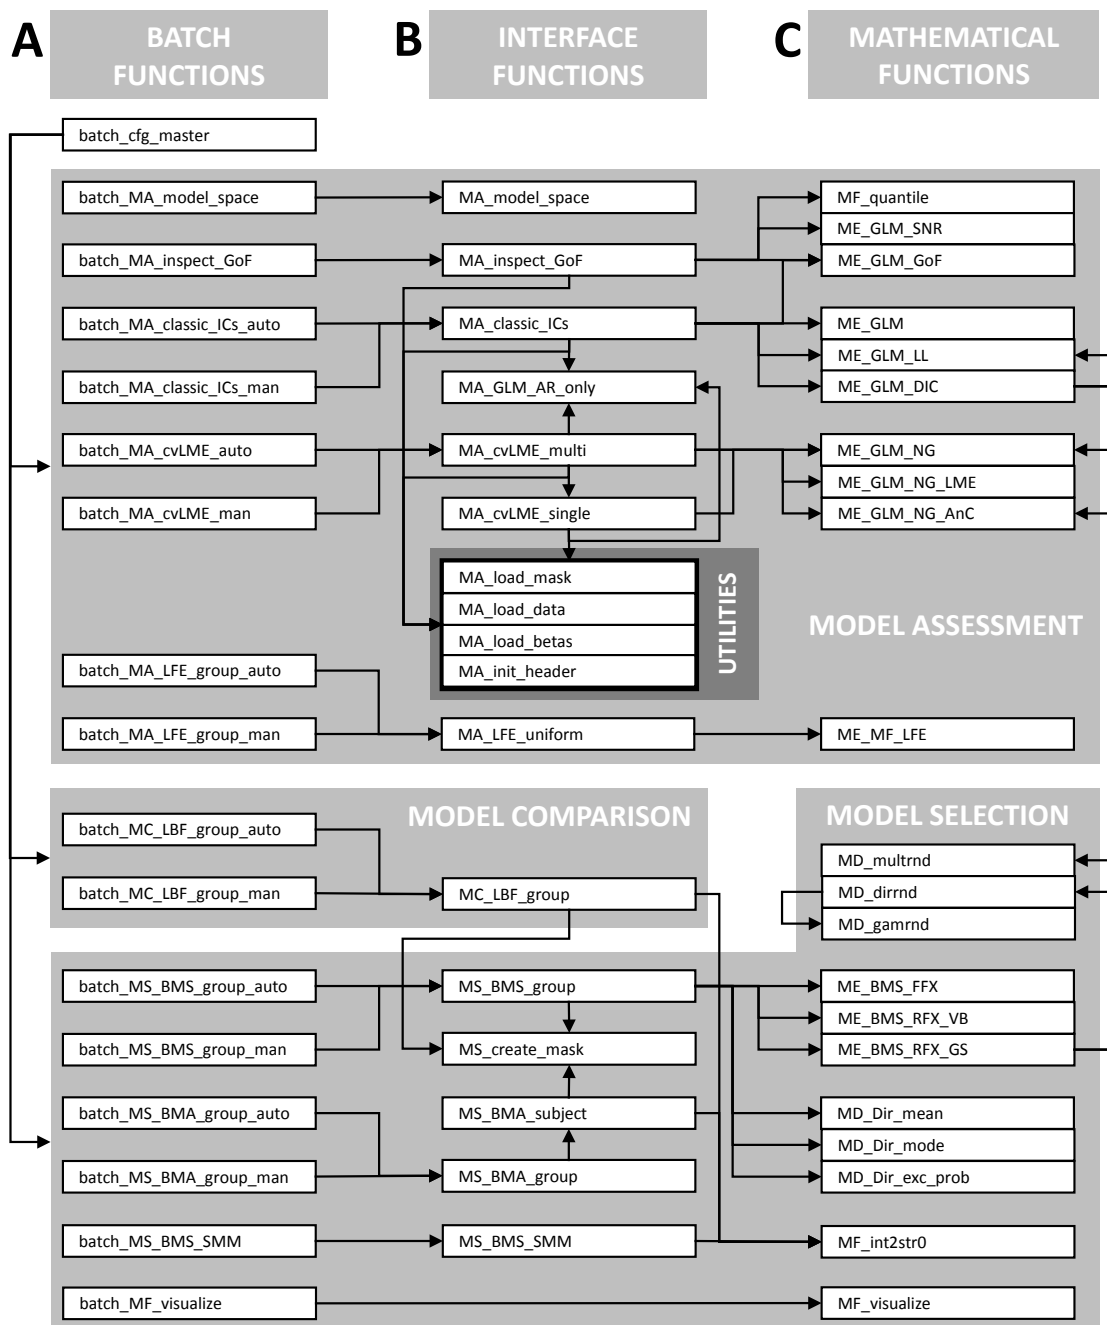 A
BATCH
FUNCTIONS
B
INTERFACE
FUNCTIONS
C
MATHEMATICAL
FUNCTIONS
batch_cfg_master
batch_MA_model_space
MA_model_space
MF_quantile
ME_GLM_SNR
batch_MA_inspect_GoF
MA_inspect_GoF
ME_GLM_GoF
batch_MA_classic_ICs_auto
MA_classic_ICs
ME_GLM
ME_GLM_LL
batch_MA_classic_ICs_man
MA_GLM_AR_only
ME_GLM_DIC
batch_MA_cvLME_auto
MA_cvLME_multi
ME_GLM_NG
ME_GLM_NG_LME
batch_MA_cvLME_man
MA_cvLME_single
ME_GLM_NG_AnC
MA_load_mask
MA_load_data
MA_load_betas
MA_init_header
UTILITIES
MODEL ASSESSMENT
batch_MA_LFE_group_auto
batch_MA_LFE_group_man
MA_LFE_uniform
ME_MF_LFE
MODEL COMPARISON
MODEL SELECTION
batch_MC_LBF_group_auto
MD_multrnd
batch_MC_LBF_group_man
MC_LBF_group
MD_dirrnd
MD_gamrnd
batch_MS_BMS_group_auto
MS_BMS_group
ME_BMS_FFX
ME_BMS_RFX_VB
batch_MS_BMS_group_man
MS_create_mask
ME_BMS_RFX_GS
batch_MS_BMA_group_auto
MS_BMA_subject
MD_Dir_mean
MD_Dir_mode
batch_MS_BMA_group_man
MS_BMA_group
MD_Dir_exc_prob
batch_MS_BMS_SMM
MS_BMS_SMM
MF_int2str0
batch_MF_visualize
MF_visualize